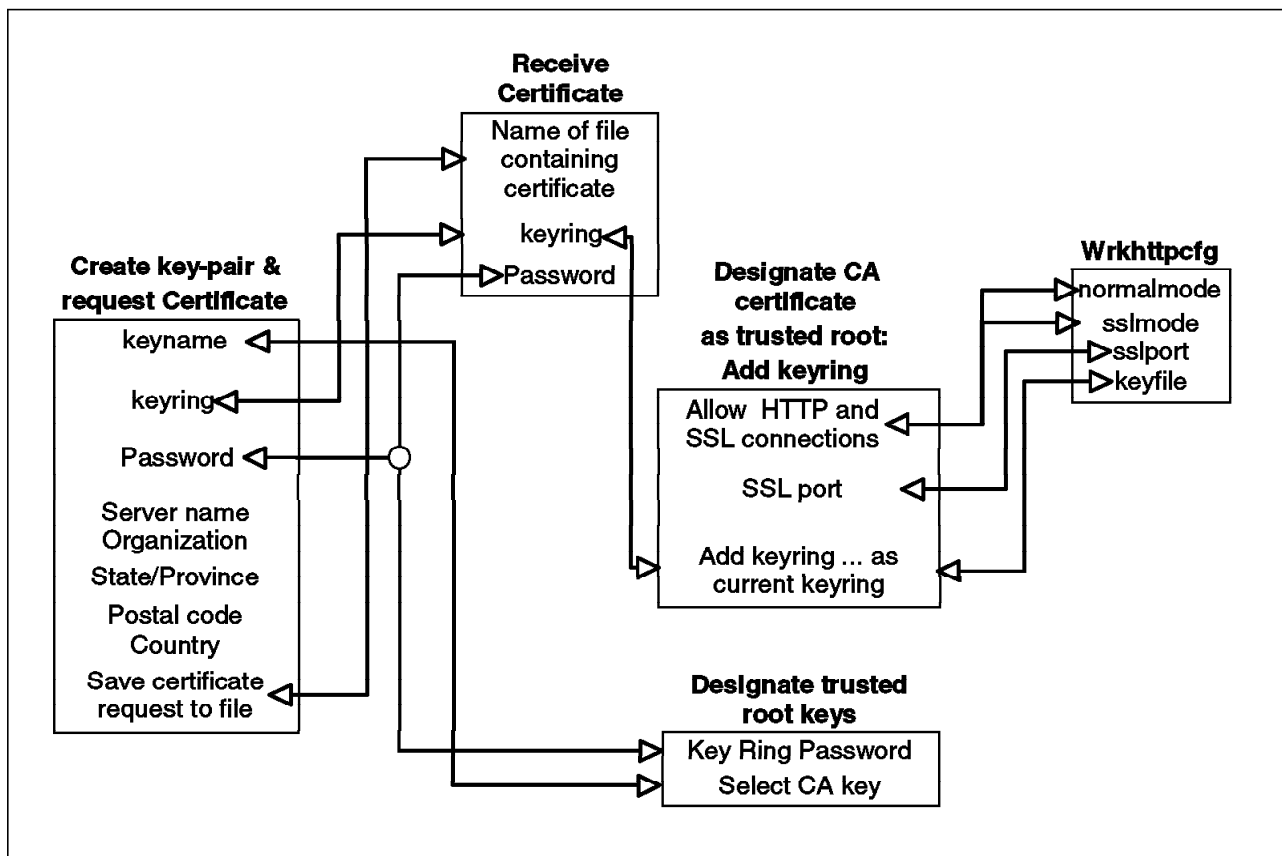 Receive
Certificate
Name of file
containing
certificate
keyring
Password
Create key-pair &
request Certificate
keyname
keyring
Password
Server name
Organization
State/Province
Postal code
Country
Save certificate
request to file
Designate CA
certificate
as trusted root:
Add keyring
Allow HTTP and
SSL connections
SSL port
Add keyring ... as
current keyring
Wrkhttpcfg
normalmode
sslmode
sslport
keyfile
Designate trusted
root keys
Key Ring Password
Select CA key